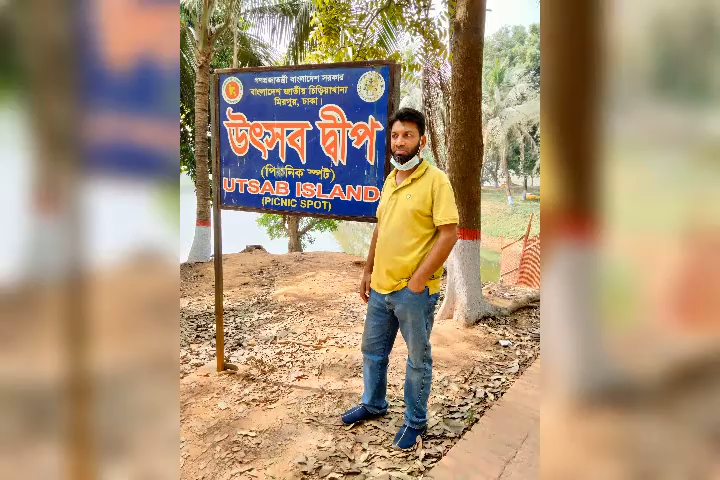 গণপ্রজাতন্ত্রী বাংলাদেশ সরকার
বাংলাদেশ জাতীয় চিড়িয়াখানা
মিরপুর, ঢাকা
উৎসব দ্বীপ
(পিকনিক স্পট)
UTSAB ISLAND
(PICNIC SPOT)